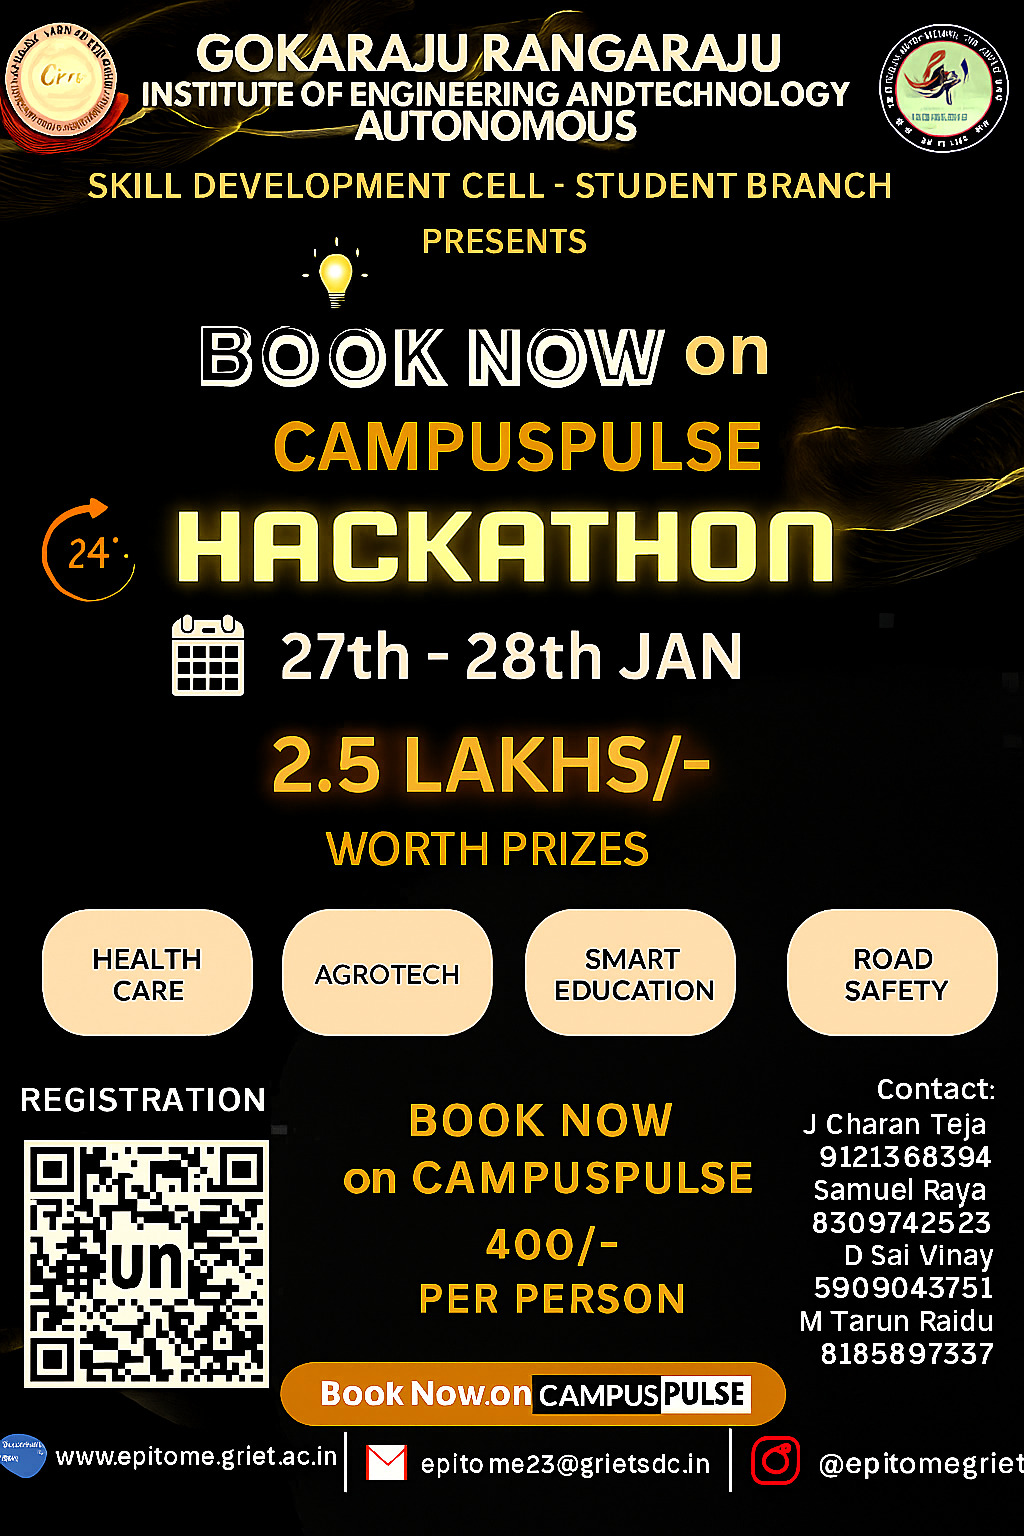 GOKARAJU RANGARAJU
INSTITUTE OF ENGINEERING ANDTECHNOLOGY
AUTONOMOUS
SKILL DEVELOPMENT CELL - STUDENT BRANCH
PRESENTS
BOOK NOW on
CAMPUSPULSE
24
HACKATHON
27th - 28th JAN
2.5 LAKHS/-
WORTH PRIZES
HEALTH
CARE
AGROTECH
SMART
EDUCATION
ROAD
SAFETY
REGISTRATION
un
BOOK NOW
on CAMPUSPULSE
400/-
PER PERSON
Contact:
J Charan Teja
9121368394
Samuel Raya
8309742523
D Sai Vinay
5909043751
M Tarun Raidu
8185897337
Book Now.on CAMPUS PULSE
www.epitome.griet.ac.in
epitome23@grietsdc.in
@epitomegriet